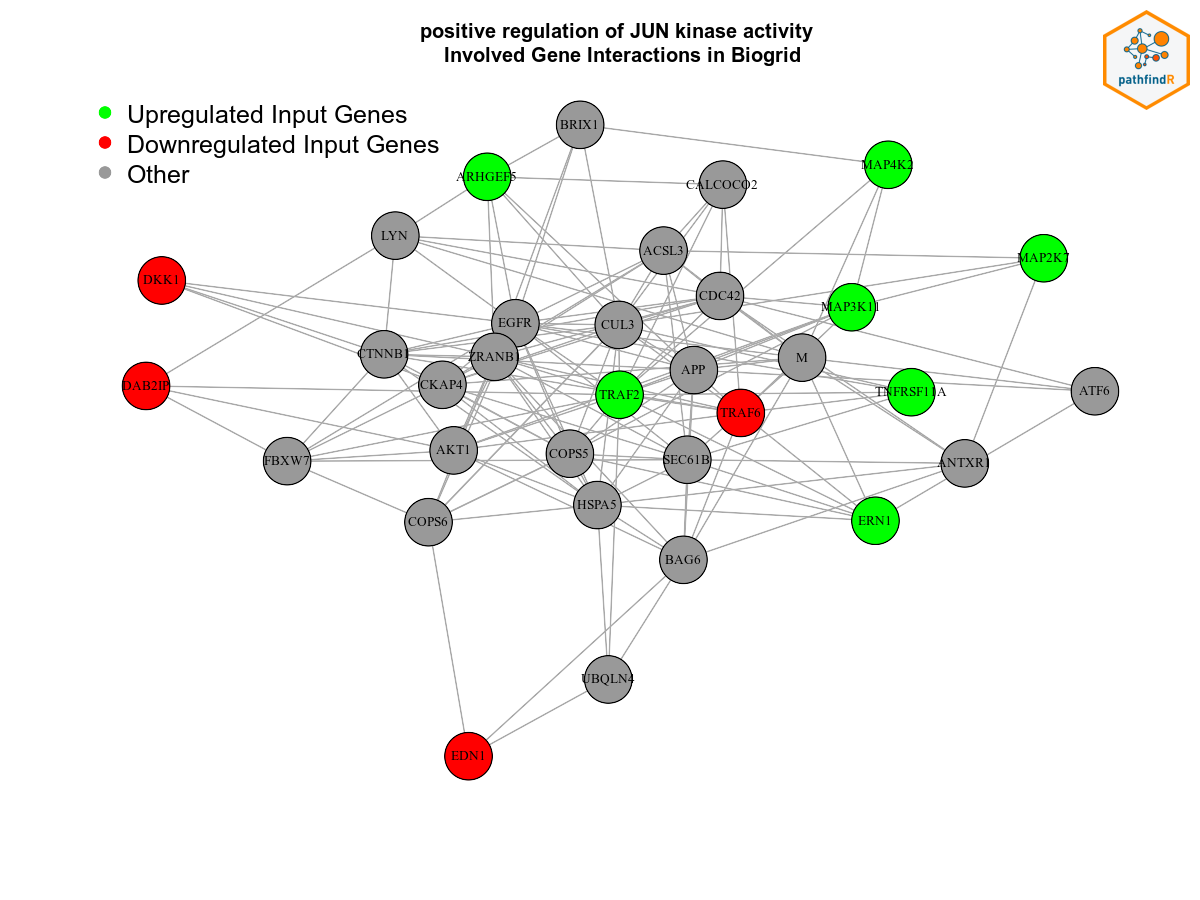 positive regulation of JUN kinase activity
Involved Gene Interactions in Biogrid
pathfindR
Upregulated Input Genes
Downregulated Input Genes
Other
BRIX1
MAP4K2
ARHGEF5
CALCOCO2
LYN
ACSL3
MAP2K7
DKK1
CDC42
MAP3K11
EGFR
CUL3
CTNNB1
ZRANB1
M
APP
DAB2IP
CKAP4
TRAF2
TNFRSF11A
ATF6
TRAF6
AKT1
COPS5
FBXW7
SEC61B
ANTXR1
HSPA5
COPS6
ERN1
BAG6
UBQLN4
EDN1